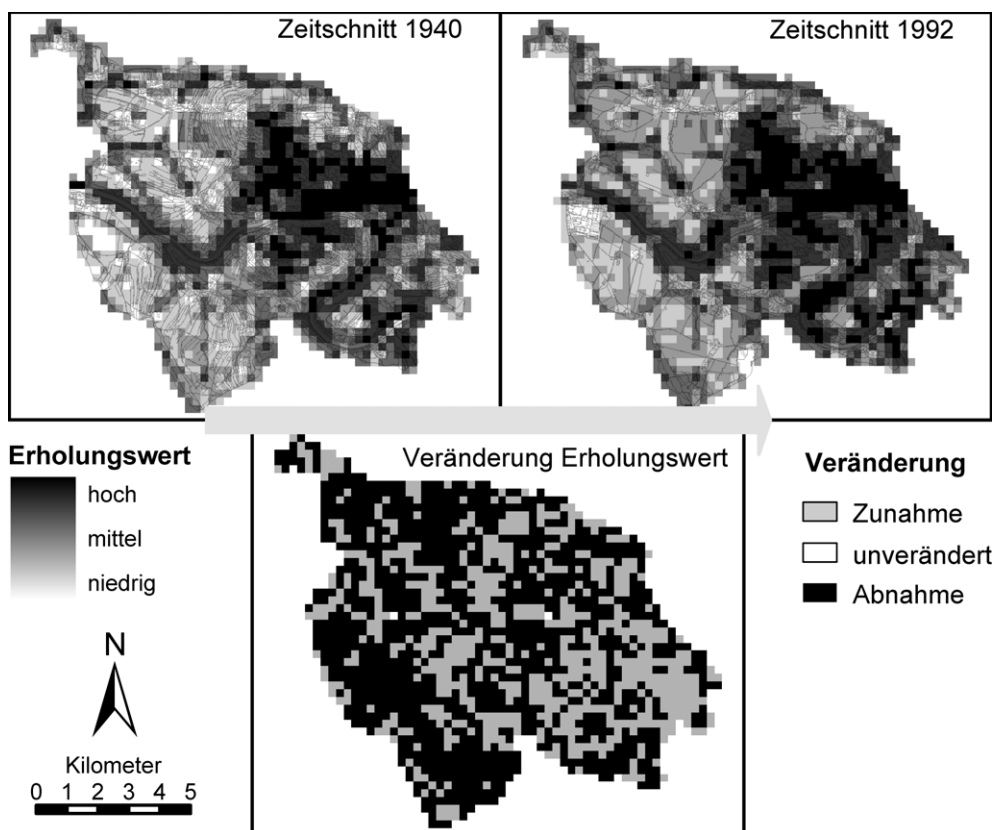 Zeitschnitt 1940
Zeitschnitt 1992
Erholungswert
hoch
mittel
niedrig
N
Kilometer
0 1 2 3 4 5
Veränderung Erholungswert
Veränderung
Zunahme
unverändert
Abnahme